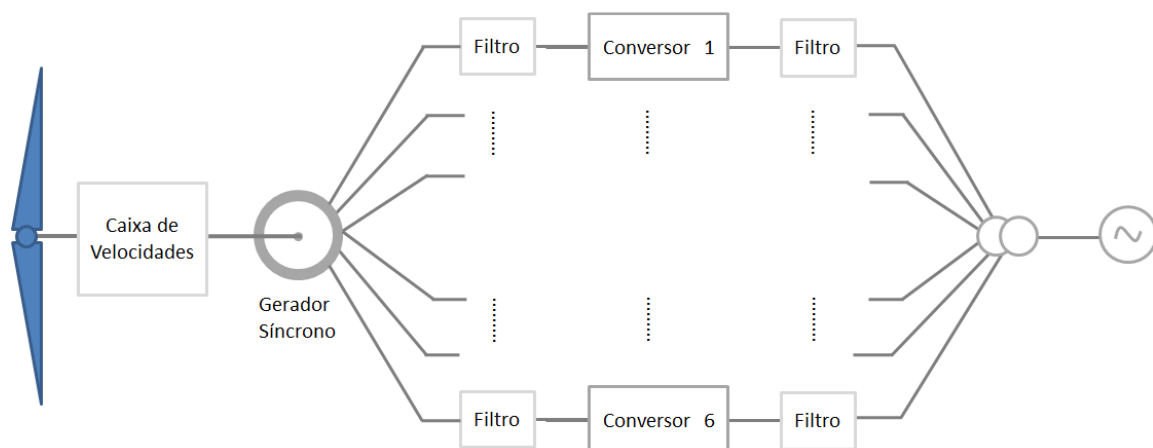 Filtro
Conversor 1
Filtro
Caixa de
Velocidades
Gerador
Síncrono
Filtro
Conversor 6
Filtro